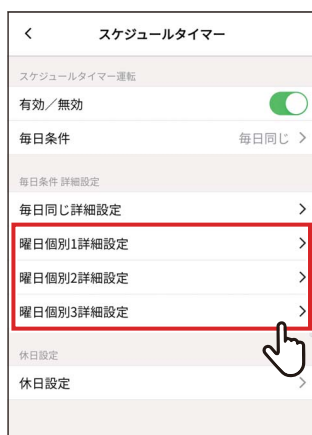 スケジュールタイマー
スケジュールタイマー運転
有効／無効
毎日条件 毎日同じ
毎日条件 詳細設定
毎日同じ詳細設定
曜日個別1詳細設定
曜日個別2詳細設定
曜日個別3詳細設定
休日設定
休日設定